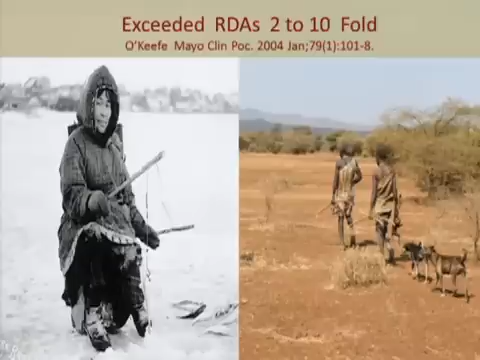 Exceeded RDAs 2 to 10 Fold
O'Keefe Mayo Clin Poc. 2004 Jan;79(1):101-8.